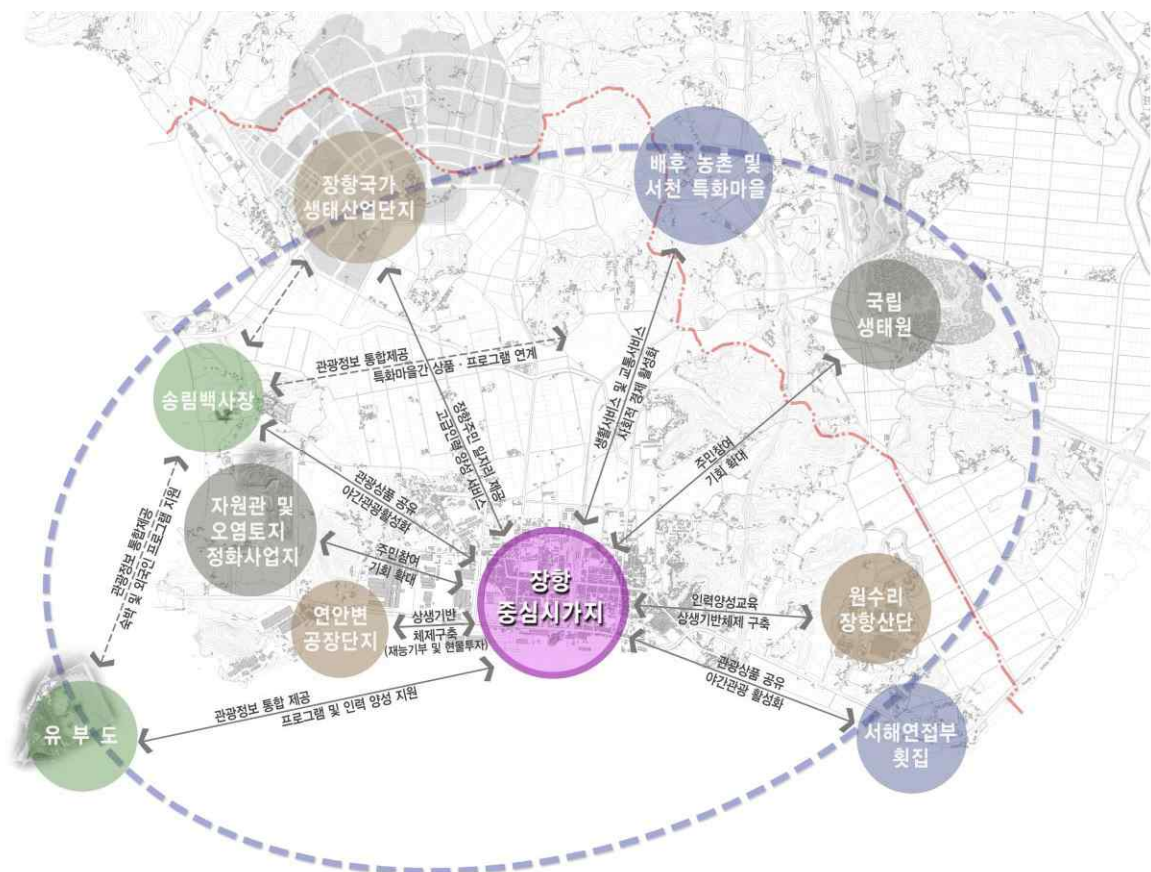 장항국가
생태산업단지
배후 농촌 및
서천 특화마을
국립
생태원
송림백사장
관광정보 통합제공
특화마을간 상품·프로그램 연계
장항주민 일자리 제공
고급인력 양성 서비스
생활서비스 및 교통서비스
사회적 경제 활성화
주민참여
기회 확대
관광상품 공유
야간관광활성화
자원관 및
오염토지
정화사업지
주민참여
기회 확대
관광정보 통합제공
숙박 및 외국인 프로그램 지원
연안변
공장단지
상생기반
체제구축
(재능기부 및 현물투자)
장항
중심시가지
인력양성교육
상생기반체제 구축
원수리
장항산단
관광상품 공유
야간관광 활성화
관광정보 통합 제공
프로그램 및 인력 양성 지원
유 부 도
서해연접부
횟집